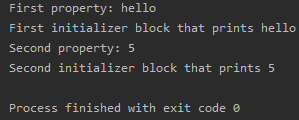 First property: hello
First initializer block that prints hello
Second property: 5
Second initializer block that prints 5
Process finished with exit code 0